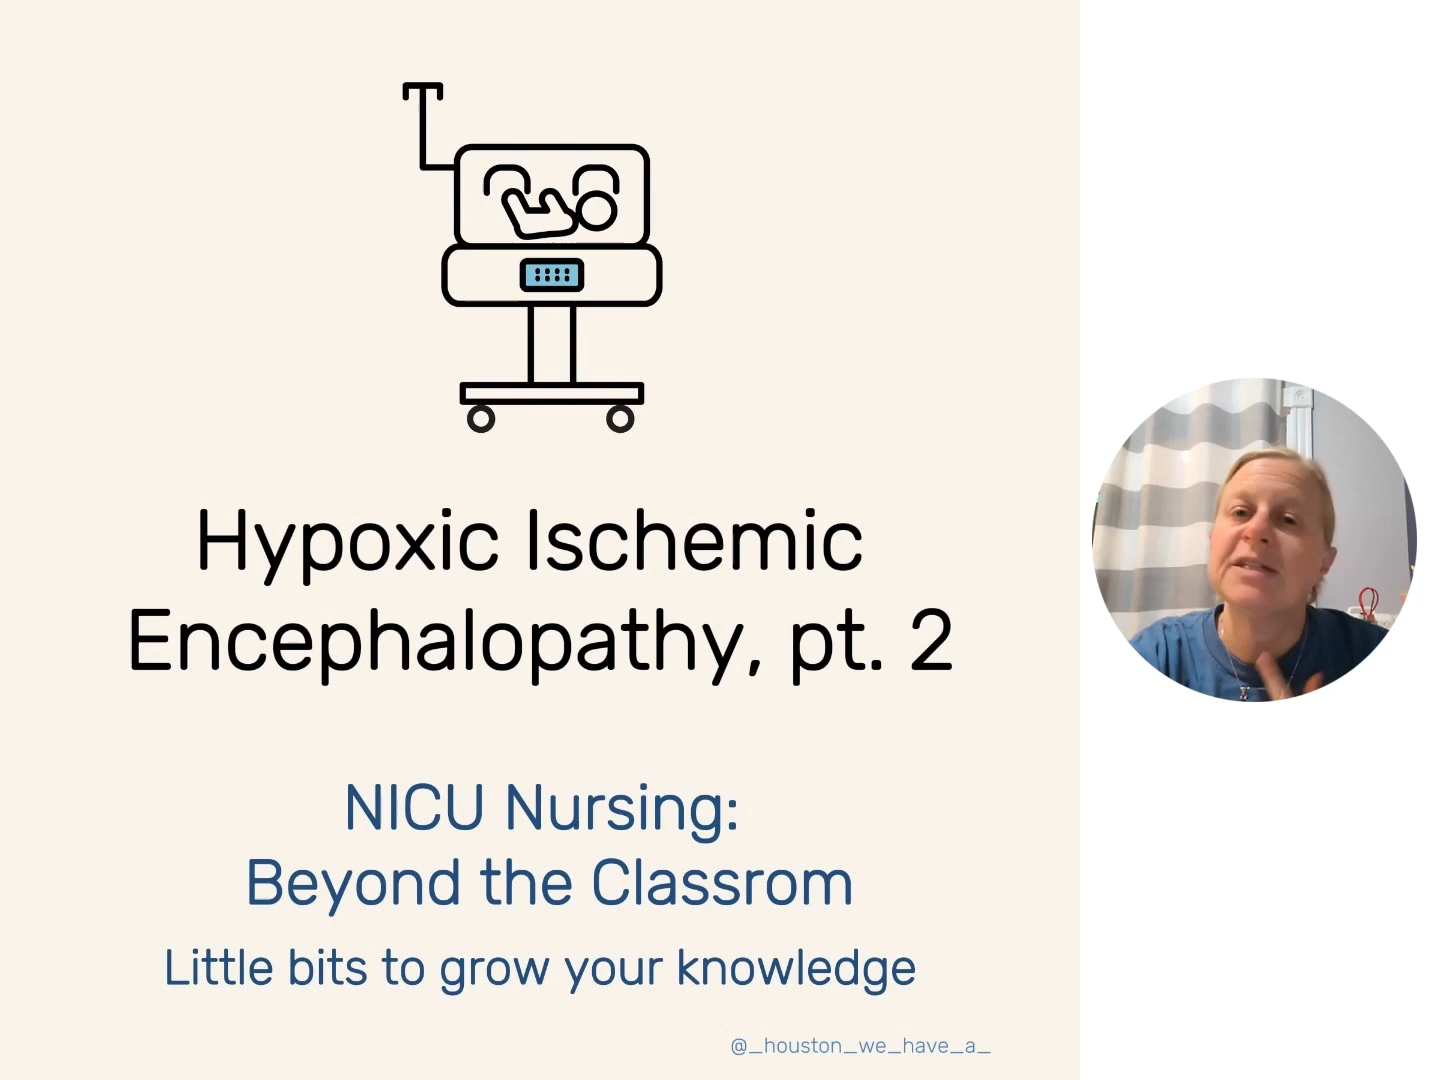 Hypoxic Ischemic
Encephalopathy, pt. 2
NICU Nursing:
Beyond the Classrom
Little bits to grow your knowledge
@_houston_we_have_a_